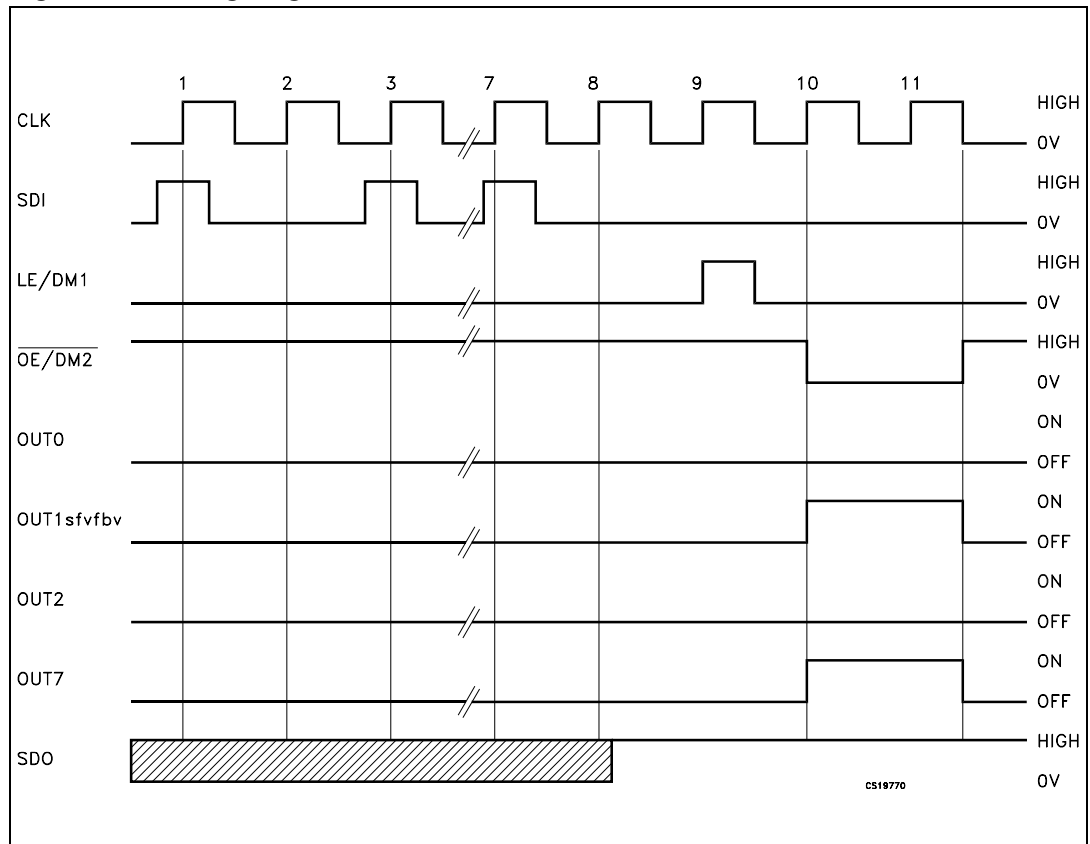 1 2 3 7 8 9 10 11
CLK HIGH
0V
SDI HIGH
0V
LE/DM1 HIGH
0V
OE/DM2 HIGH
0V
OUT0 ON
OFF
OUT1sfvfbv ON
OFF
OUT2 ON
OFF
OUT7 ON
OFF
SDO HIGH
0V
CS19770